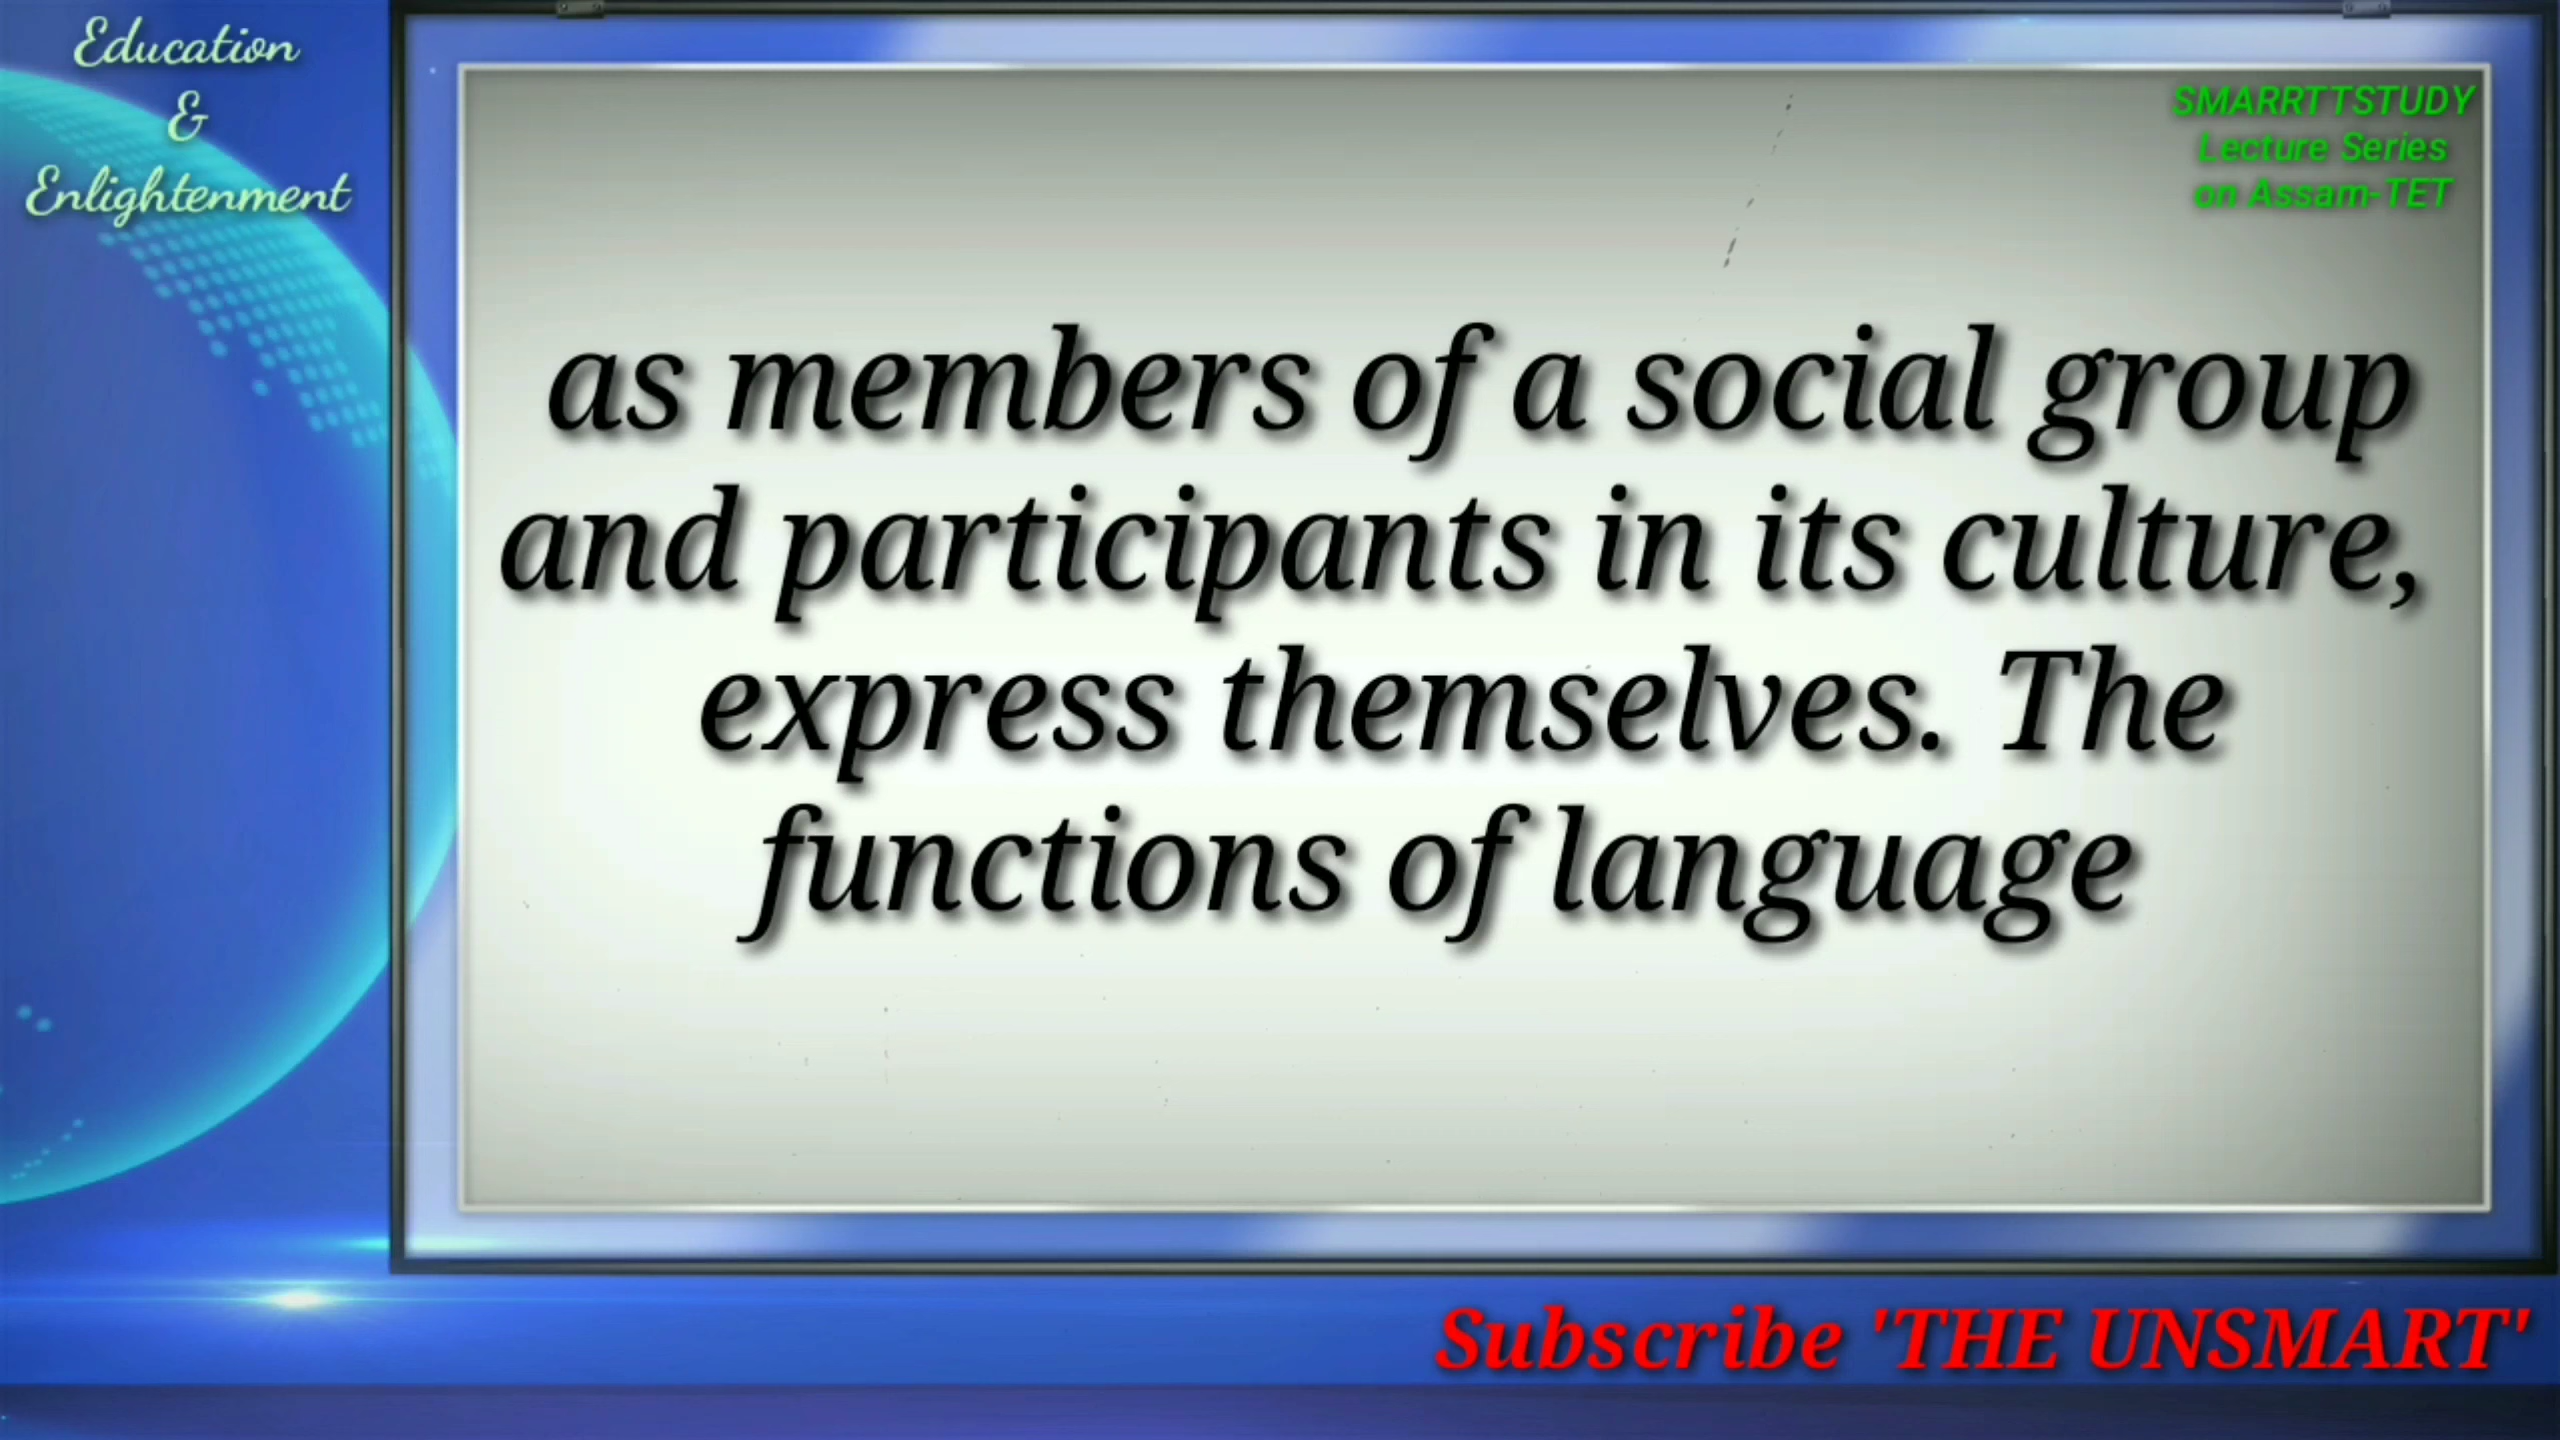 Education
&
Enlightenment
SMARRTTSTUDY
Lecture Series
on Assam-TET
as members of a social group
and participants in its culture,
express themselves. The
functions of language
Subscribe 'THE UNSMART'